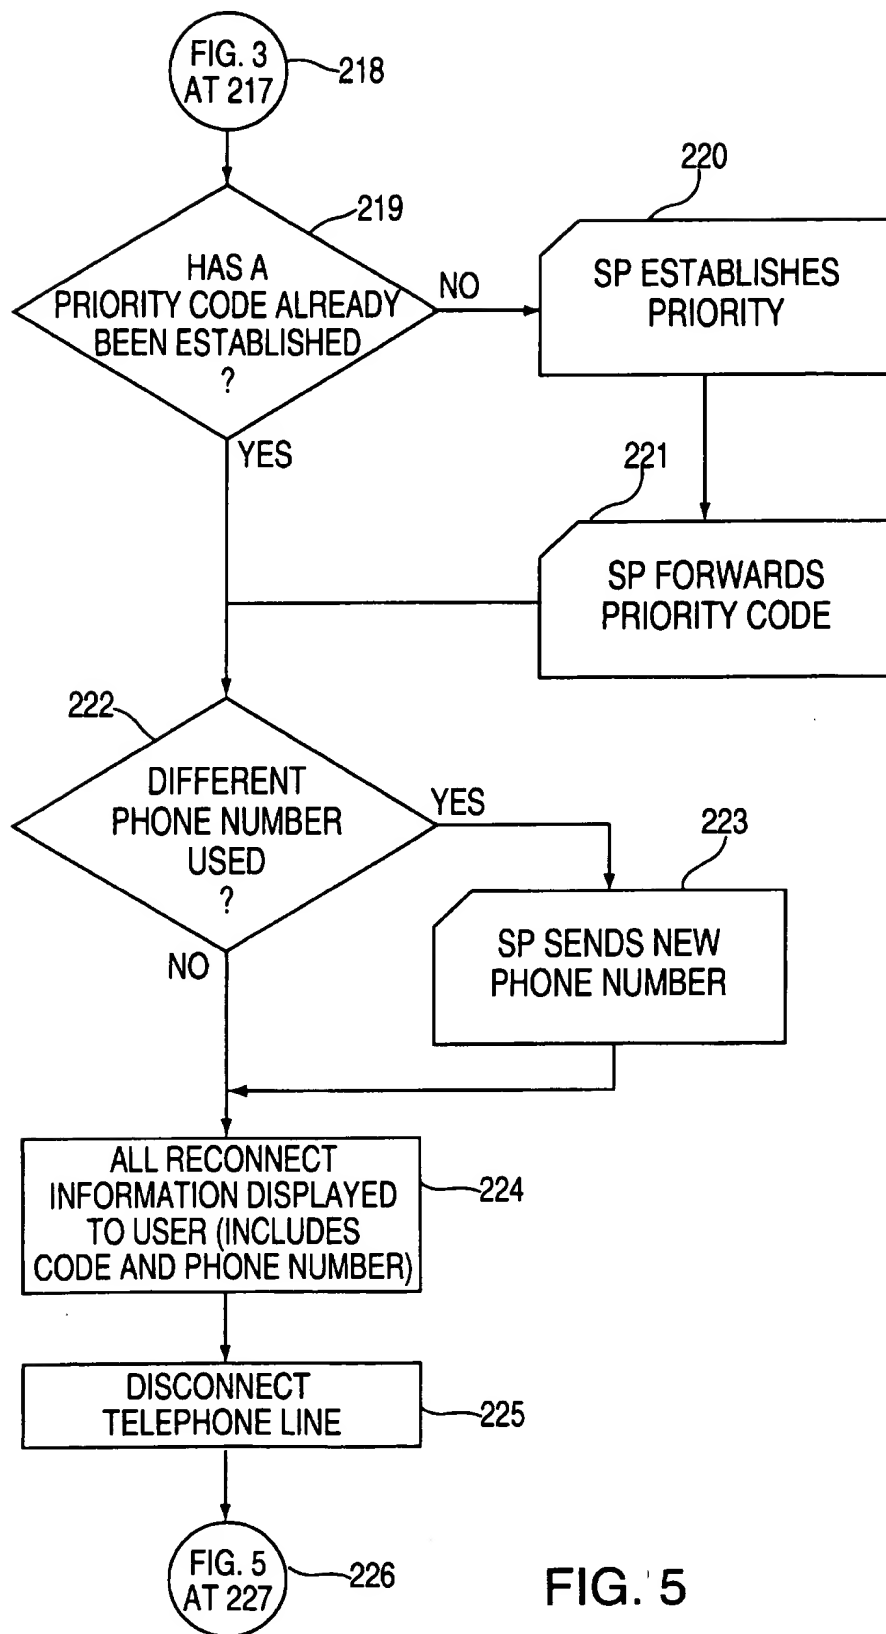 FIG. 3
AT 217
218
219
HAS A
PRIORITY CODE ALREADY
BEEN ESTABLISHED
?
NO
220
SP ESTABLISHES
PRIORITY
YES
221
SP FORWARDS
PRIORITY CODE
222
DIFFERENT
PHONE NUMBER
USED
?
YES
223
SP SENDS NEW
PHONE NUMBER
NO
ALL RECONNECT
INFORMATION DISPLAYED
TO USER (INCLUDES
CODE AND PHONE NUMBER)
224
DISCONNECT
TELEPHONE LINE
225
FIG. 5
AT 227
226
FIG. 5